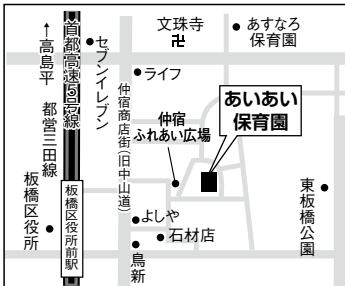 ↑高島平
都営三田線
首都高速5号線
セブンイレブン
板橋区役所
板橋区役所前駅
仲宿商店街(旧中山道)
ライフ
文珠寺
卍
あすなろ
保育園
あいあい
保育園
仲宿
ふれあい広場
よしや
石材店
鳥新
東板橋公園